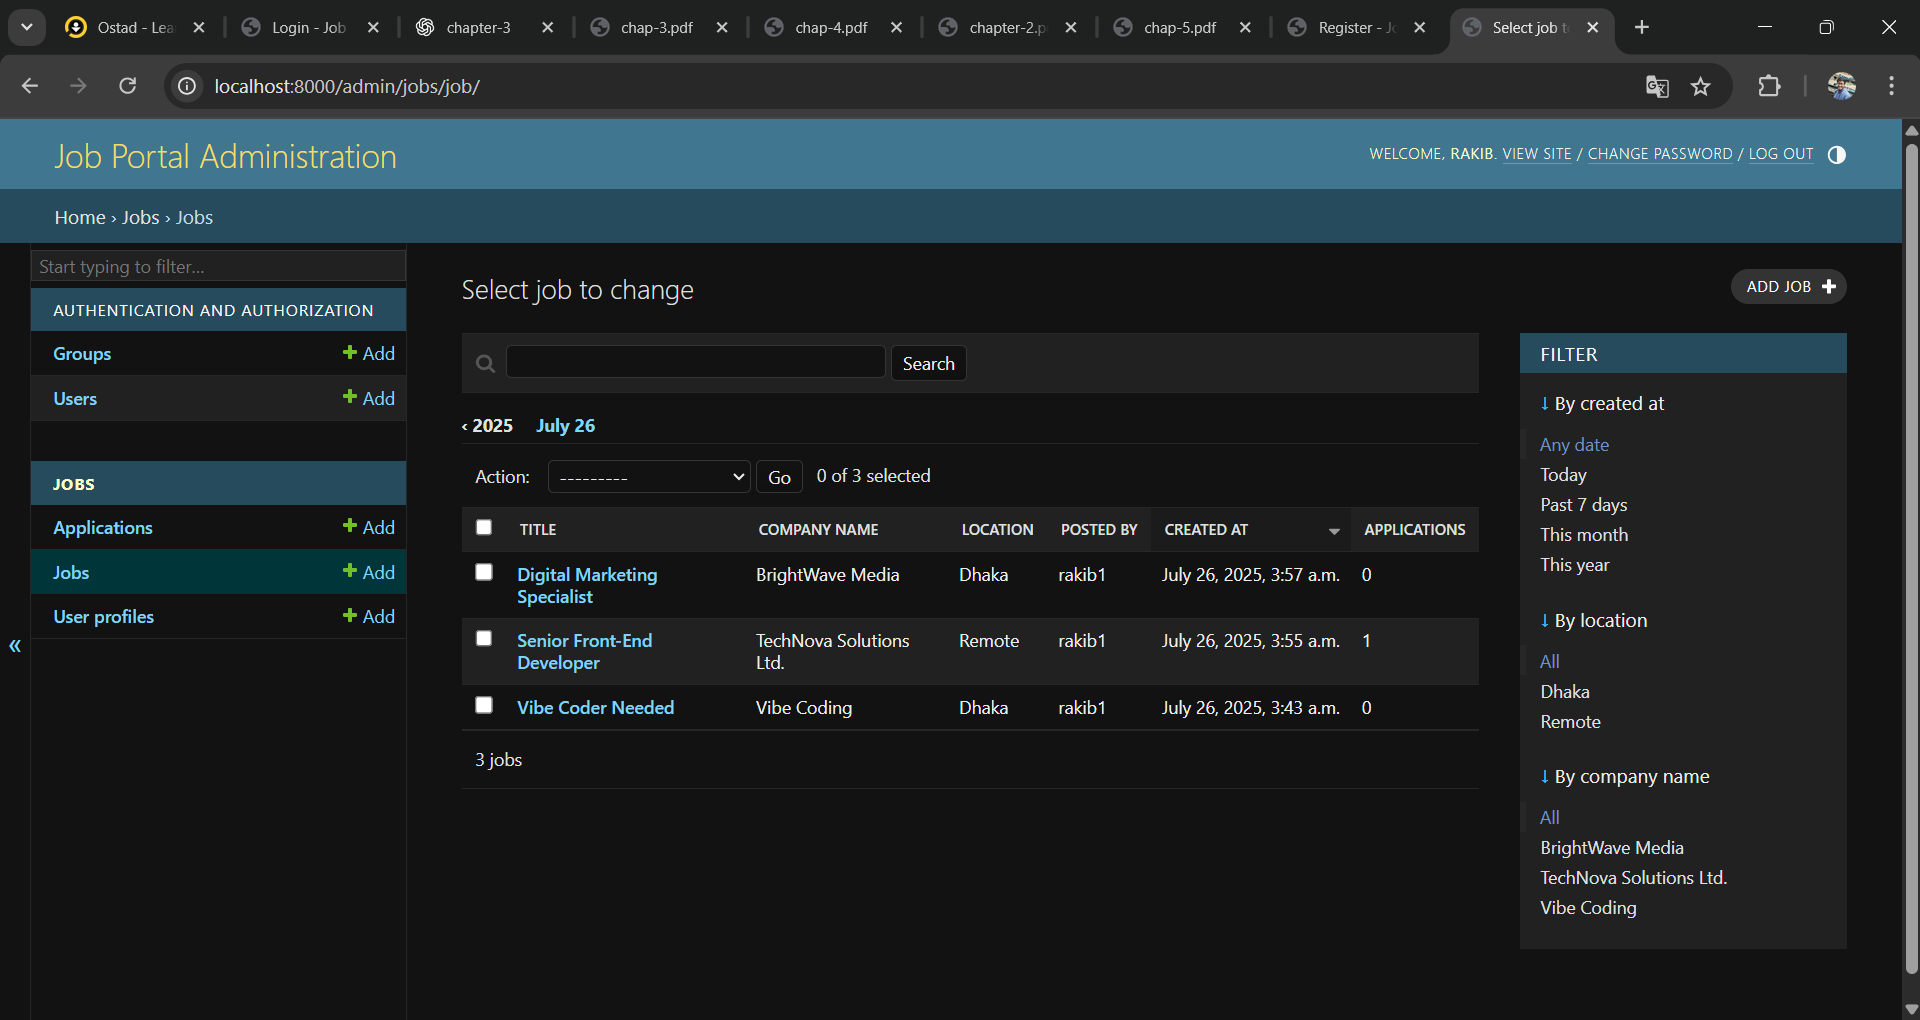 Ostad - Lea
Login - Job
chapter-3
chap-3.pdf
chap-4.pdf
chapter-2.p
chap-5.pdf
Register - Jo
Select job t
localhost:8000/admin/jobs/job/
Job Portal Administration
WELCOME, RAKIB. VIEW SITE / CHANGE PASSWORD / LOG OUT
Home › Jobs › Jobs
Start typing to filter...
AUTHENTICATION AND AUTHORIZATION
Groups Add
Users Add
JOBS
Applications Add
Jobs Add
User profiles Add
«
Select job to change
ADD JOB
Search
‹ 2025 July 26
Action: --------- Go 0 of 3 selected
TITLE COMPANY NAME LOCATION POSTED BY CREATED AT APPLICATIONS
Digital Marketing Specialist BrightWave Media Dhaka rakib1 July 26, 2025, 3:57 a.m. 0
Senior Front-End Developer TechNova Solutions Ltd. Remote rakib1 July 26, 2025, 3:55 a.m. 1
Vibe Coder Needed Vibe Coding Dhaka rakib1 July 26, 2025, 3:43 a.m. 0
3 jobs
FILTER
↓ By created at
Any date
Today
Past 7 days
This month
This year
↓ By location
All
Dhaka
Remote
↓ By company name
All
BrightWave Media
TechNova Solutions Ltd.
Vibe Coding